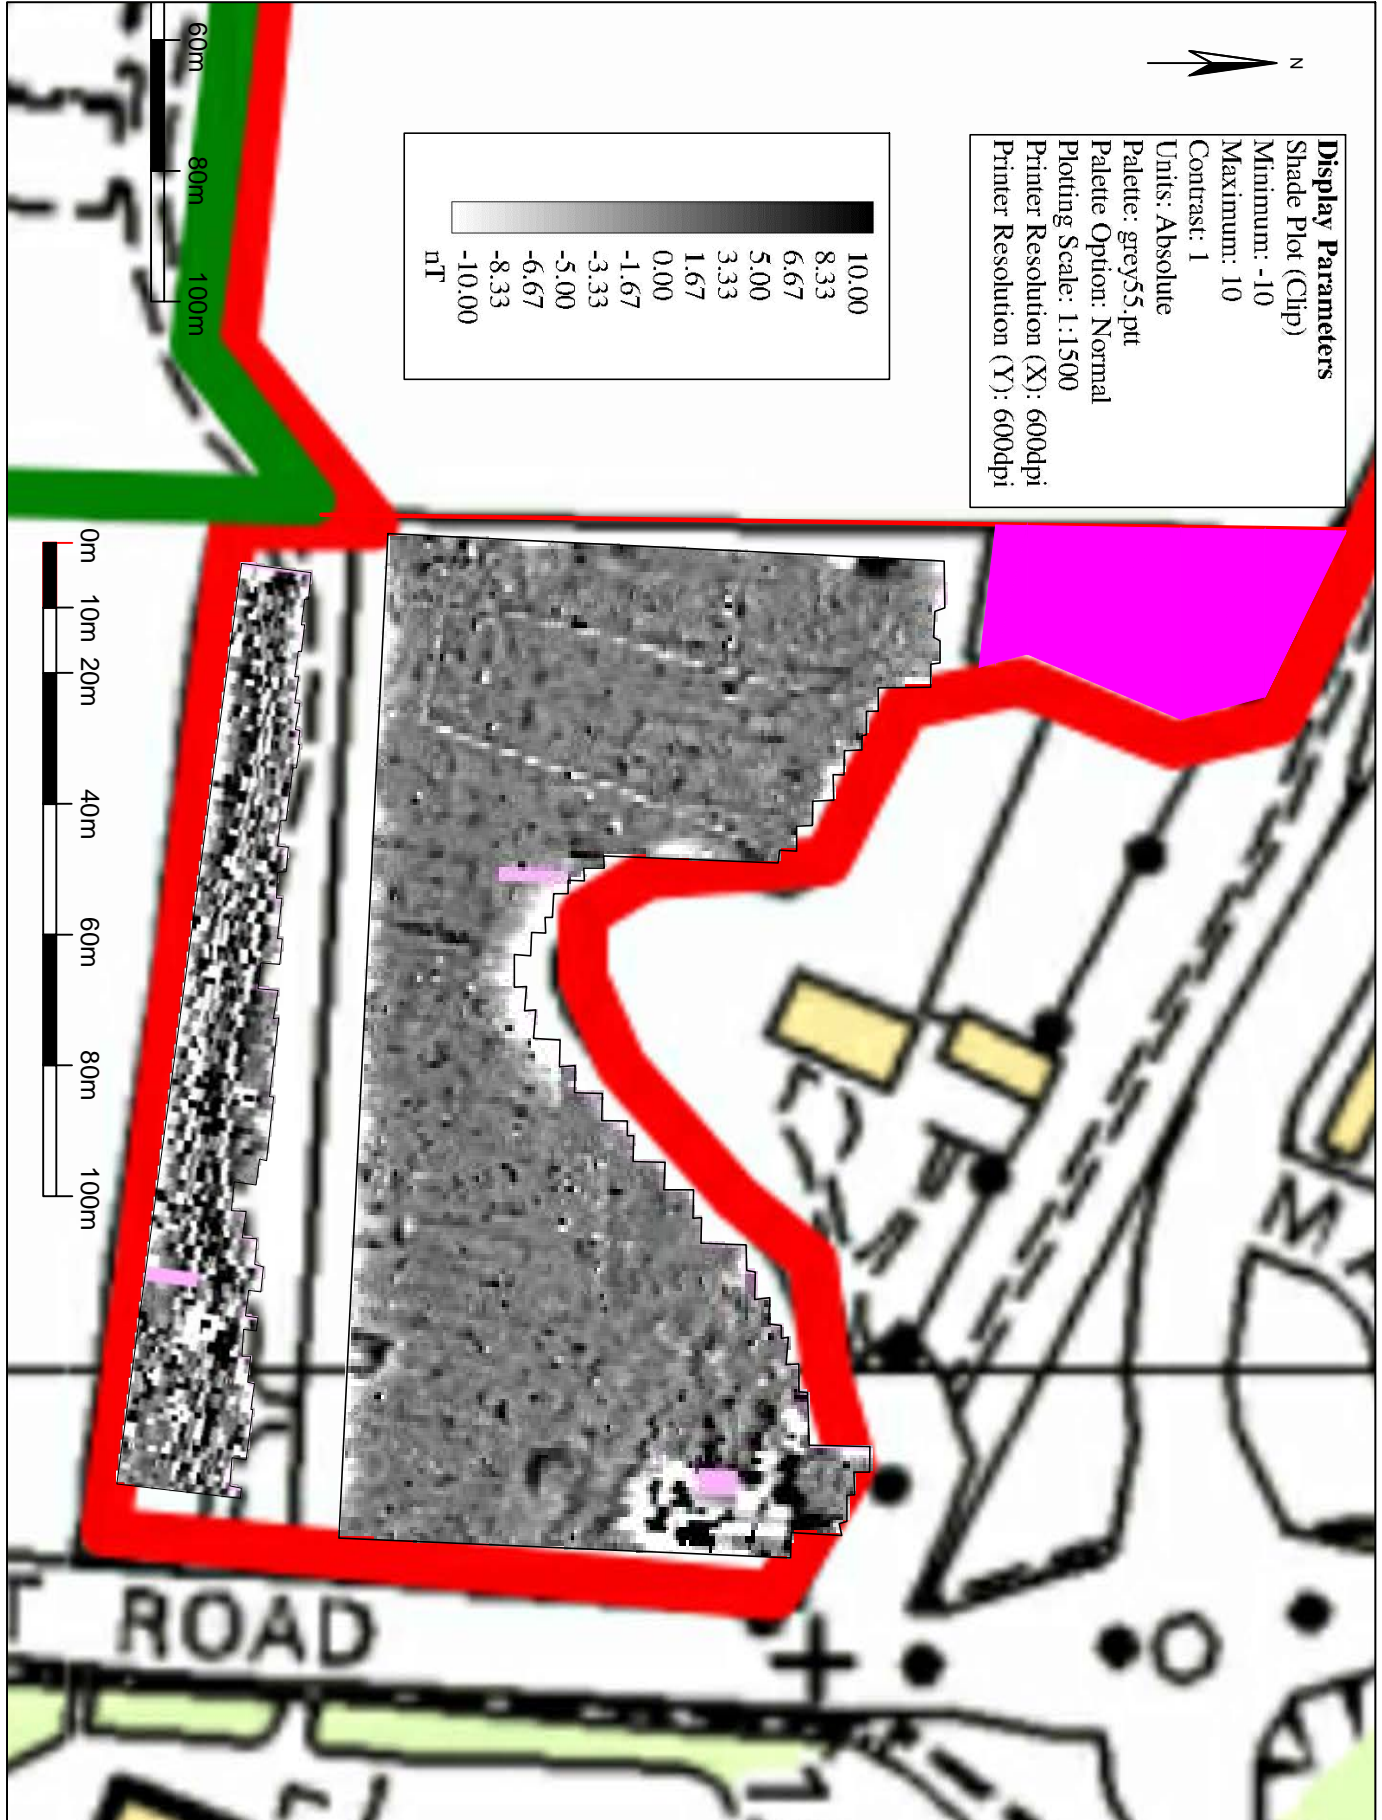 N
Display Parameters
Shade Plot (Clip)
Minimum: -10
Maximum: 10
Contrast: 1
Units: Absolute
Palette: grey55.ptt
Palette Option: Normal
Plotting Scale: 1:1500
Printer Resolution (X): 600dpi
Printer Resolution (Y): 600dpi
10.00
8.33
6.67
5.00
3.33
1.67
0.00
-1.67
-3.33
-5.00
-6.67
-8.33
-10.00
nT
60m 80m 100m
0m 10m 20m 40m 60m 80m 100m
ROAD